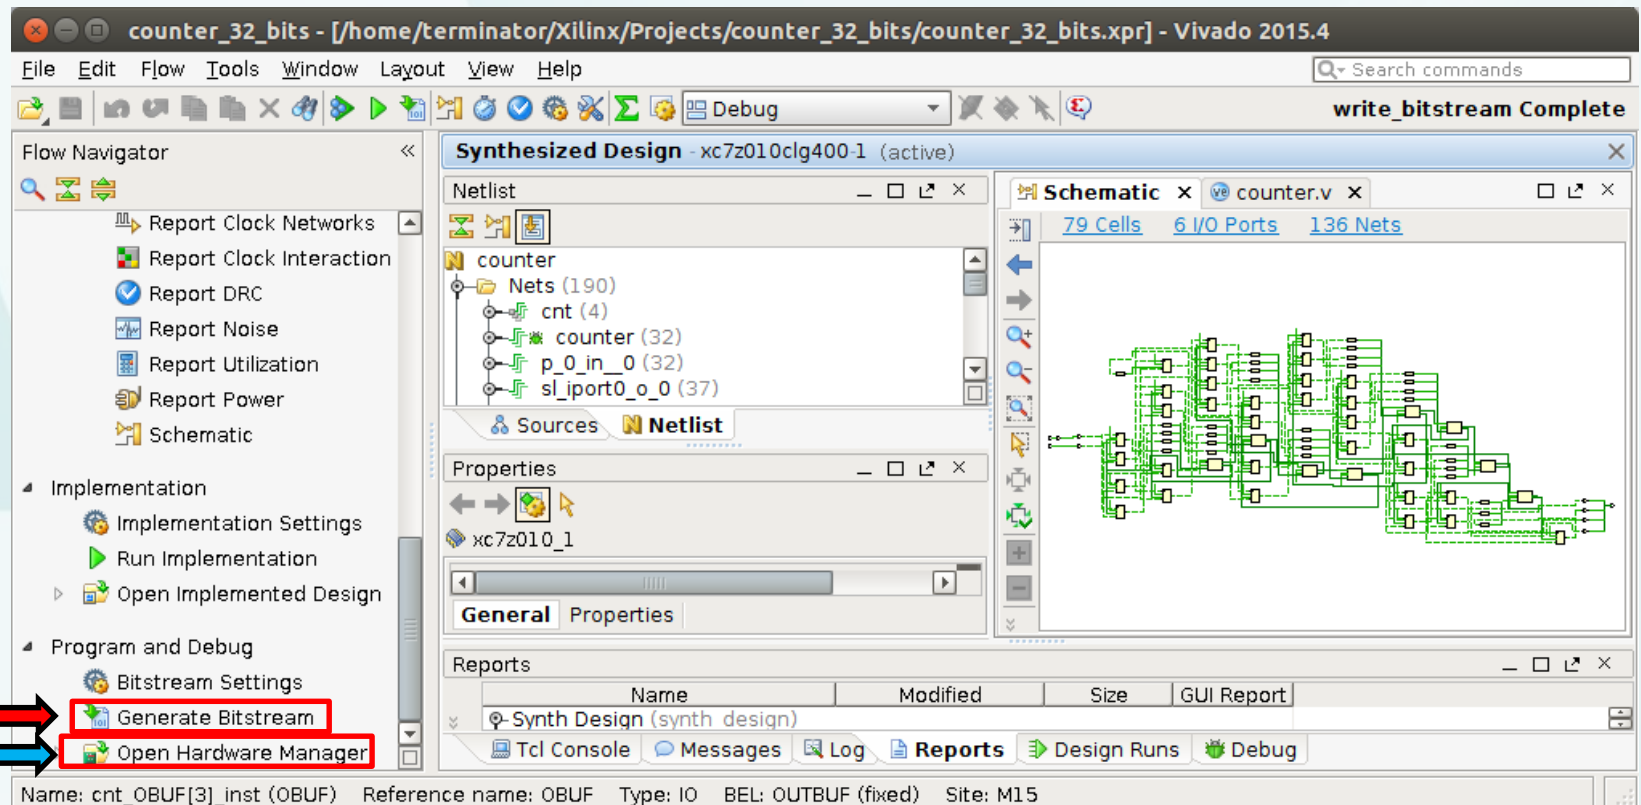 counter_32_bits - [/home/terminator/Xilinx/Projects/counter_32_bits/counter_32_bits.xpr] - Vivado 2015.4
File Edit Flow Tools Window Layout View Help
Search commands
Debug
write_bitstream Complete
Flow Navigator
Report Clock Networks
Report Clock Interaction
Report DRC
Report Noise
Report Utilization
Report Power
Schematic
Implementation
Implementation Settings
Run Implementation
Open Implemented Design
Program and Debug
Bitstream Settings
Generate Bitstream
Open Hardware Manager
Synthesized Design - xc7z010clg400-1 (active)
Netlist
counter
Nets (190)
cnt (4)
counter (32)
p_0_in__0 (32)
sl_iport0_o_0 (37)
Sources Netlist
Properties
xc7z010_1
General Properties
Schematic counter.v
79 Cells 6 I/O Ports 136 Nets
Reports
Name Modified Size GUI Report
Synth Design (synth_design)
Tcl Console Messages Log Reports Design Runs Debug
Name: cnt_OBUF[3]_inst (OBUF) Reference name: OBUF Type: IO BEL: OUTBUF (fixed) Site: M15